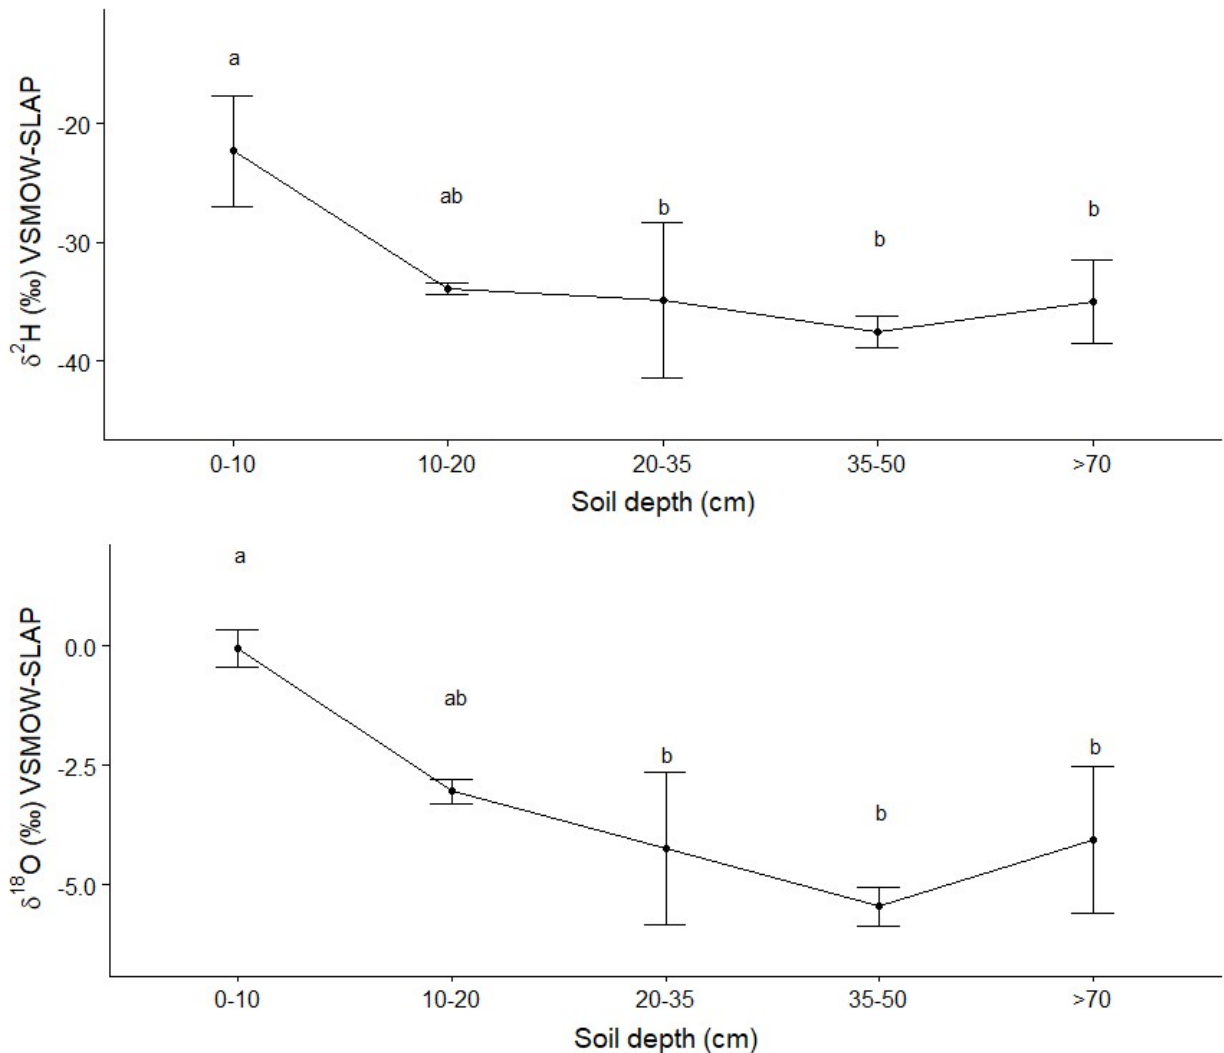 δ²H (‰) VSMOW-SLAP
a
-20
ab
b
b
b
-30
-40
0-10 10-20 20-35 35-50 >70
Soil depth (cm)
δ¹⁸O (‰) VSMOW-SLAP
a
0.0
ab
b
b
b
-2.5
-5.0
0-10 10-20 20-35 35-50 >70
Soil depth (cm)